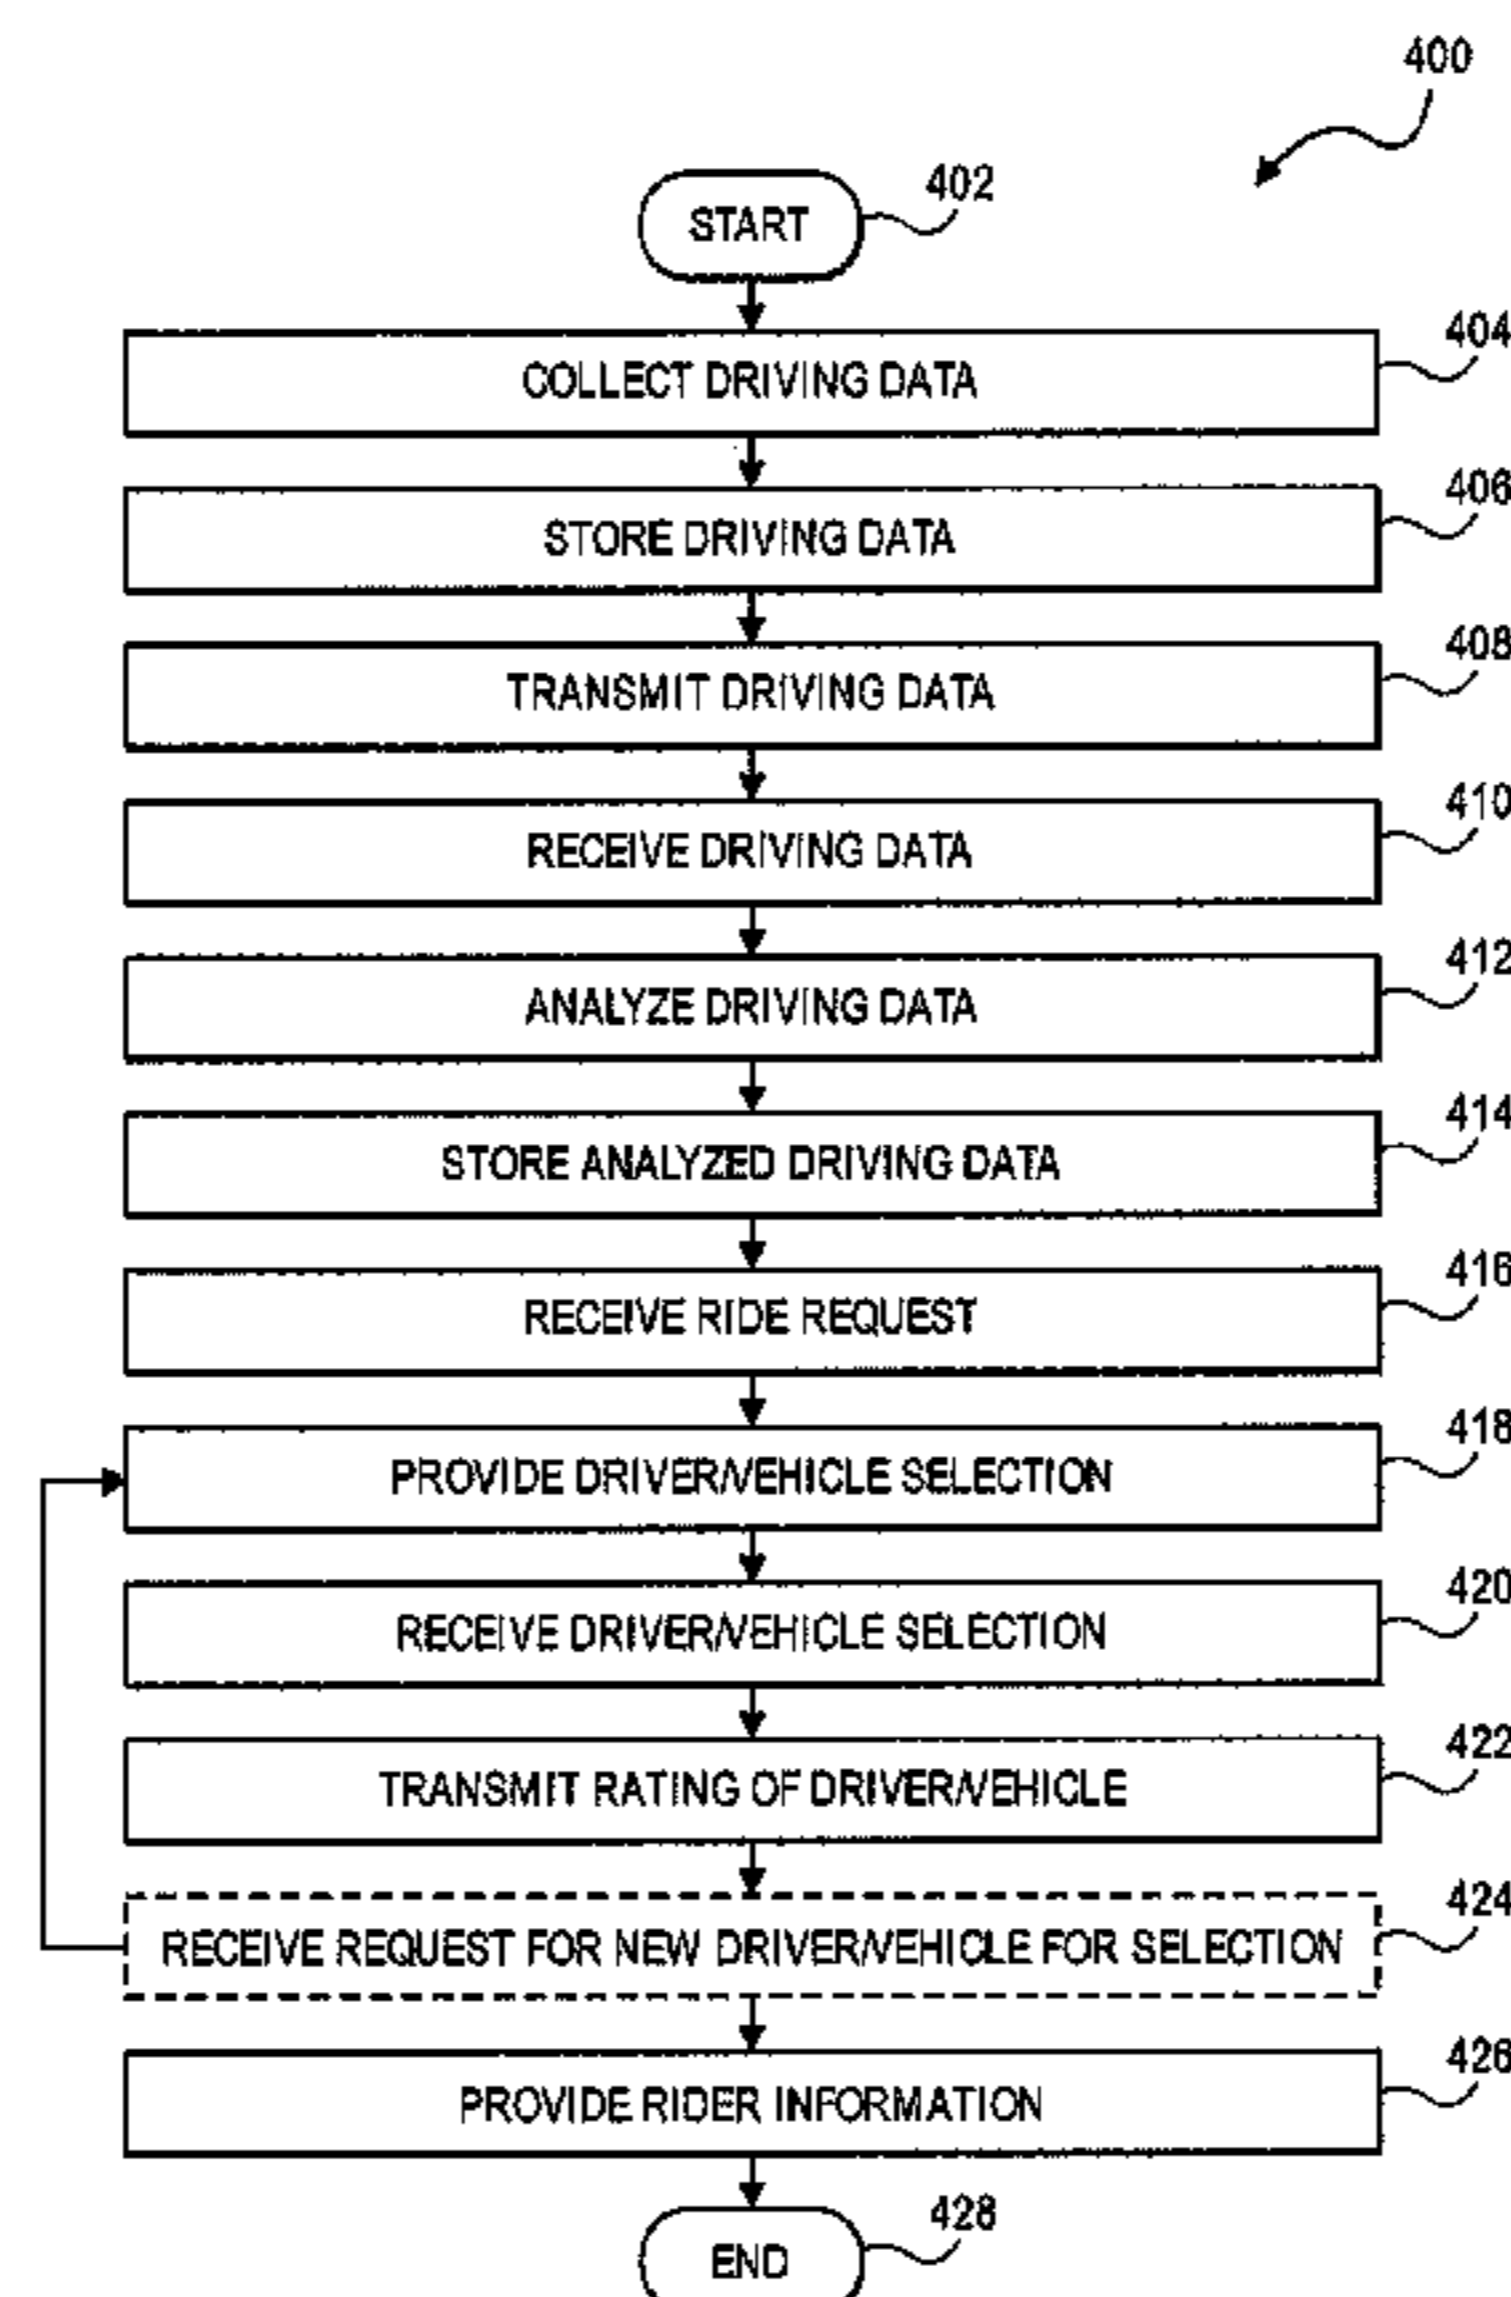 400
START
402
COLLECT DRIVING DATA
404
STORE DRIVING DATA
406
TRANSMIT DRIVING DATA
408
RECEIVE DRIVING DATA
410
ANALYZE DRIVING DATA
412
STORE ANALYZED DRIVING DATA
414
RECEIVE RIDE REQUEST
416
PROVIDE DRIVER/VEHICLE SELECTION
418
RECEIVE DRIVER/VEHICLE SELECTION
420
TRANSMIT RATING OF DRIVER/VEHICLE
422
RECEIVE REQUEST FOR NEW DRIVER/VEHICLE FOR SELECTION
424
PROVIDE RIDER INFORMATION
426
END
428